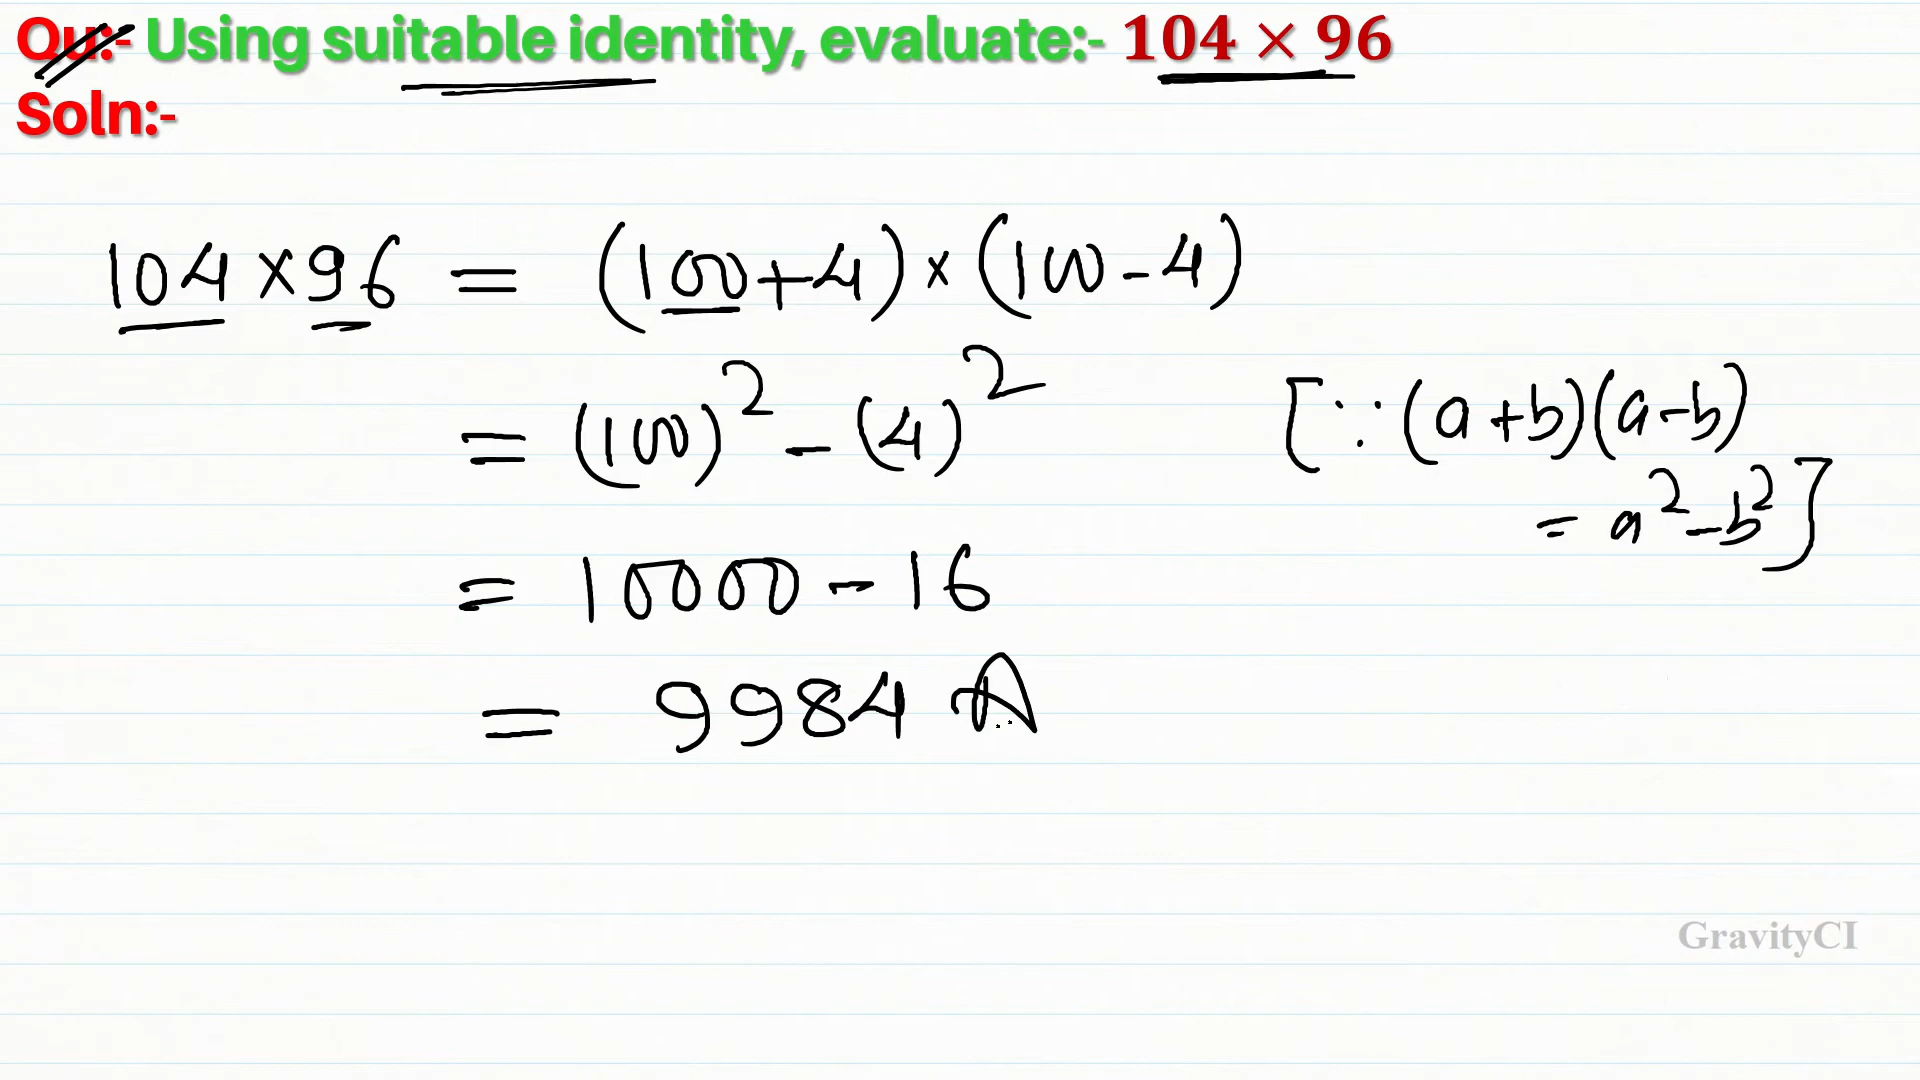 Qu:- Using suitable identity, evaluate:- 104 × 96
Soln:-
104 × 96 = (100+4) × (100-4)
= (100)² - (4)² [∵ (a+b)(a-b)
= a²-b²]
= 10000 - 16
= 9984 A
GravityCI